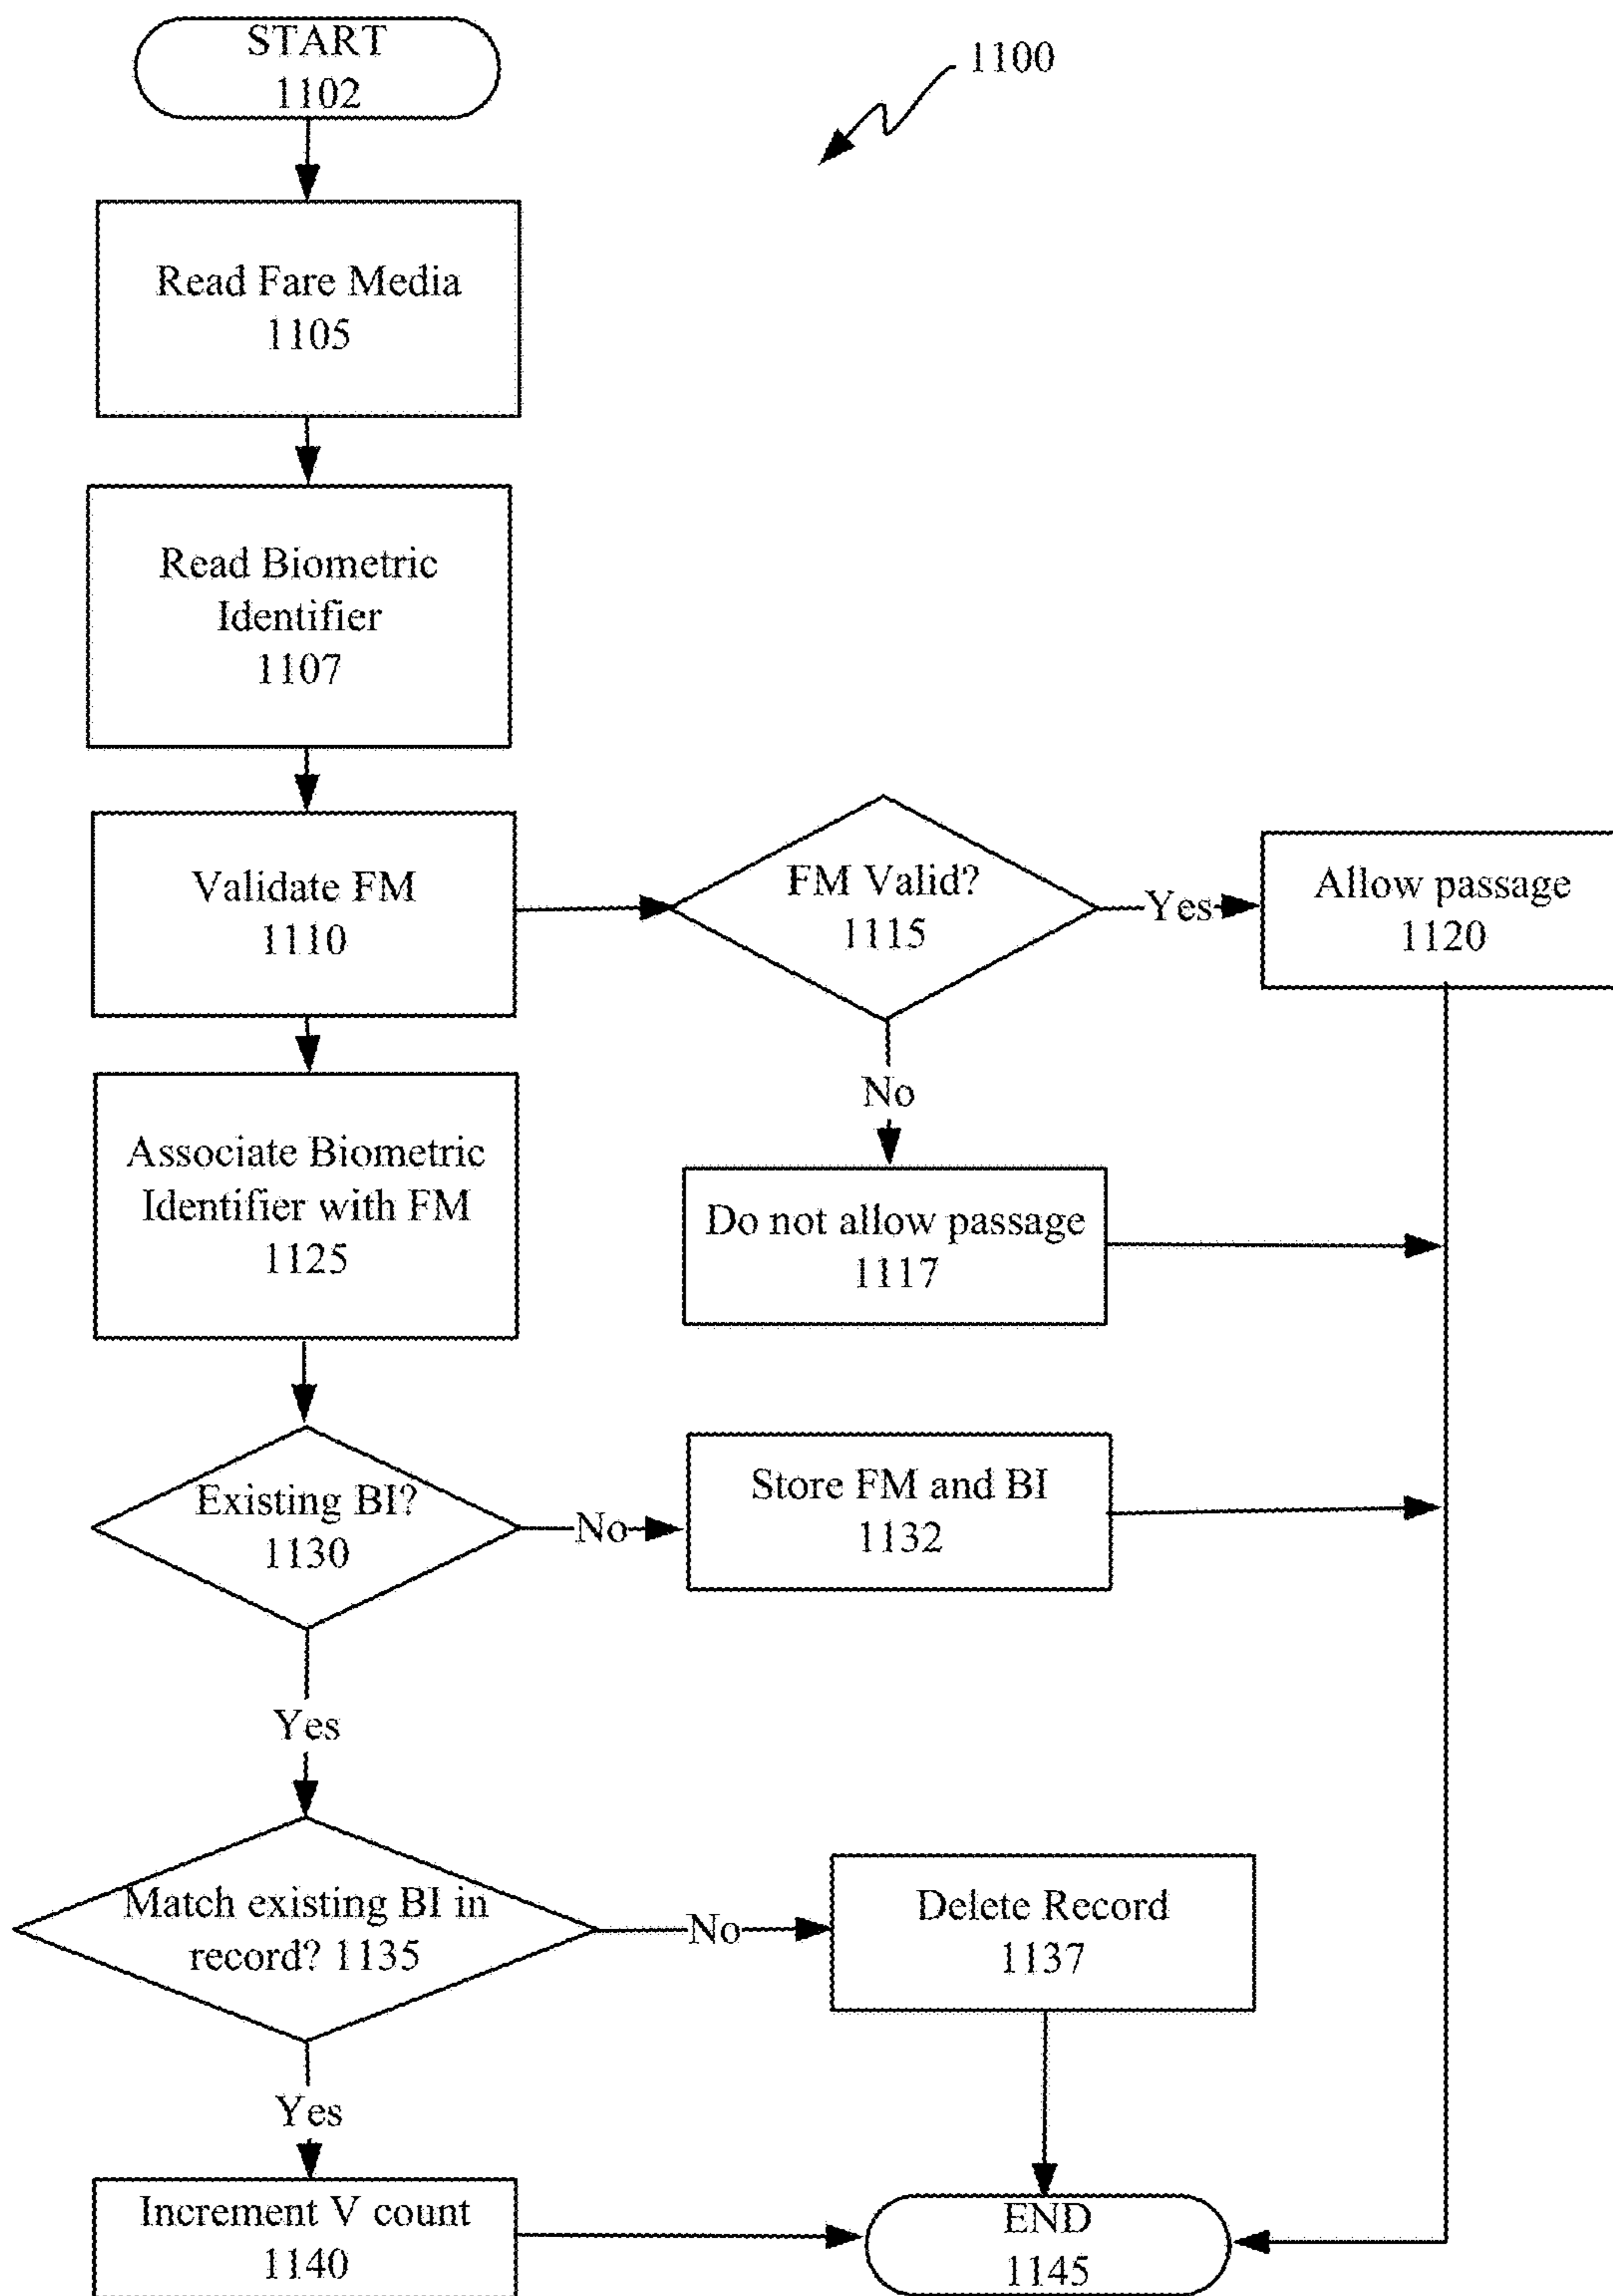 START
1102
1100
Read Fare Media
1105
Read Biometric
Identifier
1107
Validate FM
1110
FM Valid?
1115
Yes
Allow passage
1120
No
Associate Biometric
Identifier with FM
1125
Do not allow passage
1117
Existing BI?
1130
No
Store FM and BI
1132
Yes
Match existing BI in
record? 1135
No
Delete Record
1137
Yes
Increment V count
1140
END
1145